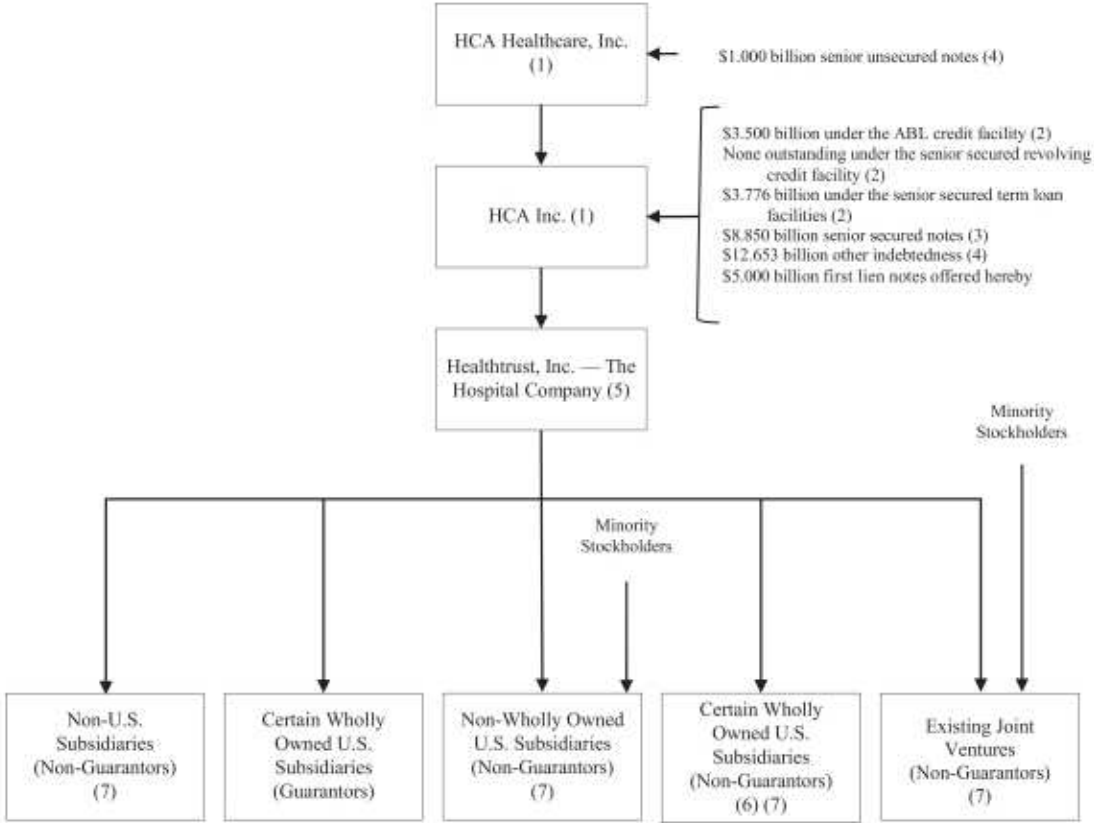 HCA Healthcare, Inc.
(1)
$1.000 billion senior unsecured notes (4)
$3.500 billion under the ABL credit facility (2)
None outstanding under the senior secured revolving
credit facility (2)
$3.776 billion under the senior secured term loan
facilities (2)
$8.850 billion senior secured notes (3)
$12.653 billion other indebtedness (4)
$5.000 billion first lien notes offered hereby
HCA Inc. (1)
Healthtrust, Inc. — The
Hospital Company (5)
Minority
Stockholders
Minority
Stockholders
Non-U.S.
Subsidiaries
(Non-Guarantors)
(7)
Certain Wholly
Owned U.S.
Subsidiaries
(Guarantors)
Non-Wholly Owned
U.S. Subsidiaries
(Non-Guarantors)
(7)
Certain Wholly
Owned U.S.
Subsidiaries
(Non-Guarantors)
(6) (7)
Existing Joint
Ventures
(Non-Guarantors)
(7)